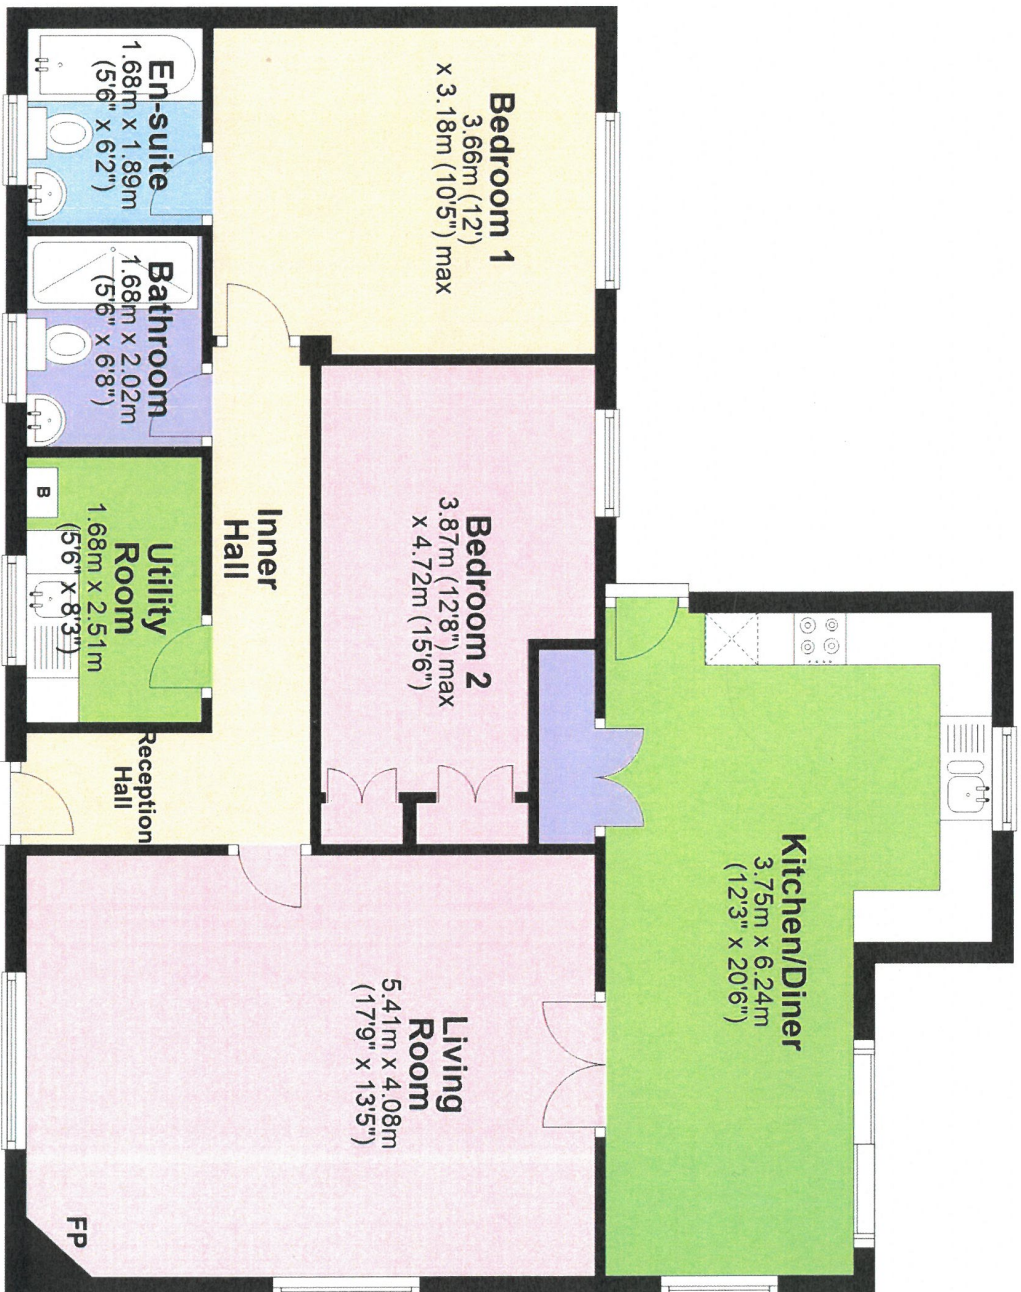 Bedroom 1
3.66m (12')
x 3.18m (10'5") max
En-suite
1.68m x 1.89m
(5'6" x 6'2")
Bathroom
1.68m x 2.02m
(5'6" x 6'8")
Bedroom 2
3.87m (12'8") max
x 4.72m (15'6")
Inner
Hall
B
Utility
Room
1.68m x 2.51m
(5'6" x 8'3")
Reception
Hall
Kitchen/Diner
3.75m x 6.24m
(12'3" x 20'6")
Living
Room
5.41m x 4.08m
(17'9" x 13'5")
FP